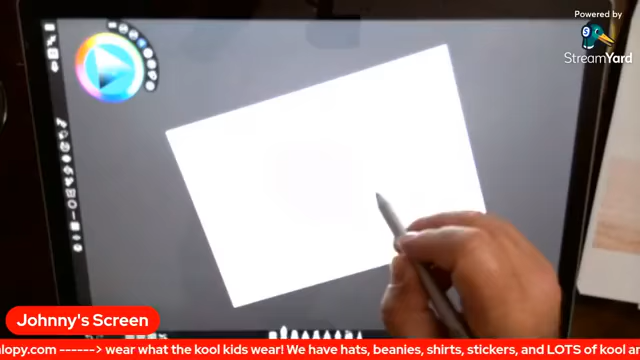 Powered by
StreamYard
Johnny's Screen
alopy.com ------> wear what the kool kids wear! We have hats, beanies, shirts, stickers, and LOTS of kool a